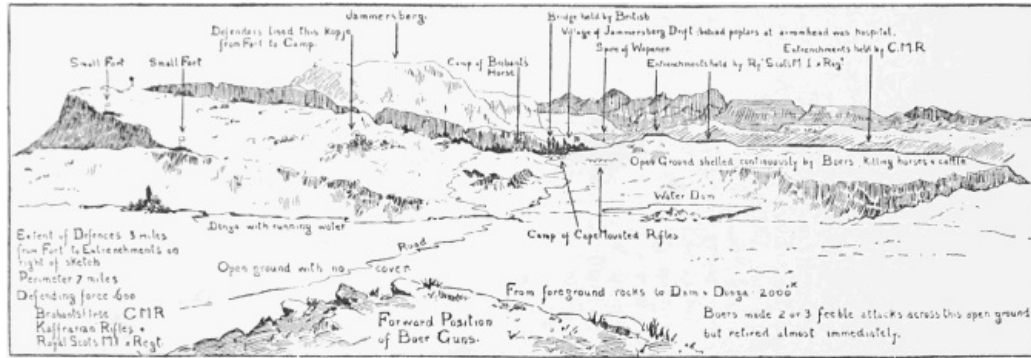 Jammersberg.
Defenders lined this Kopje
from Fort to Camp.
Small Fort
Small Fort
Camp of Brabant's
Horse
Bridge held by British
Village of Jammersberg Drift (behind poplars at arrowhead was hospital.
Spire of Wepener
Entrenchments held by C.M.R
Entrenchments held by Ryl Scots M I & Regt
Open Ground shelled continuously by Boers, Killing horses & cattle
Water Dam
Donga with running water
Camp of Cape Mounted Rifles
Road
Open ground with no cover
Extent of Defences 3 miles
from Fort to Entrenchments on
right of sketch
Perimeter 7 miles
Defending force 1600
Brabants Horse C.M.R
Kaffrarian Rifles &
Royal Scots M I & Regt.
Forward Position
of Boer Guns.
From foreground rocks to Dam & Donga 2000x
Boers made 2 or 3 feeble attacks across this open ground
but retired almost immediately.